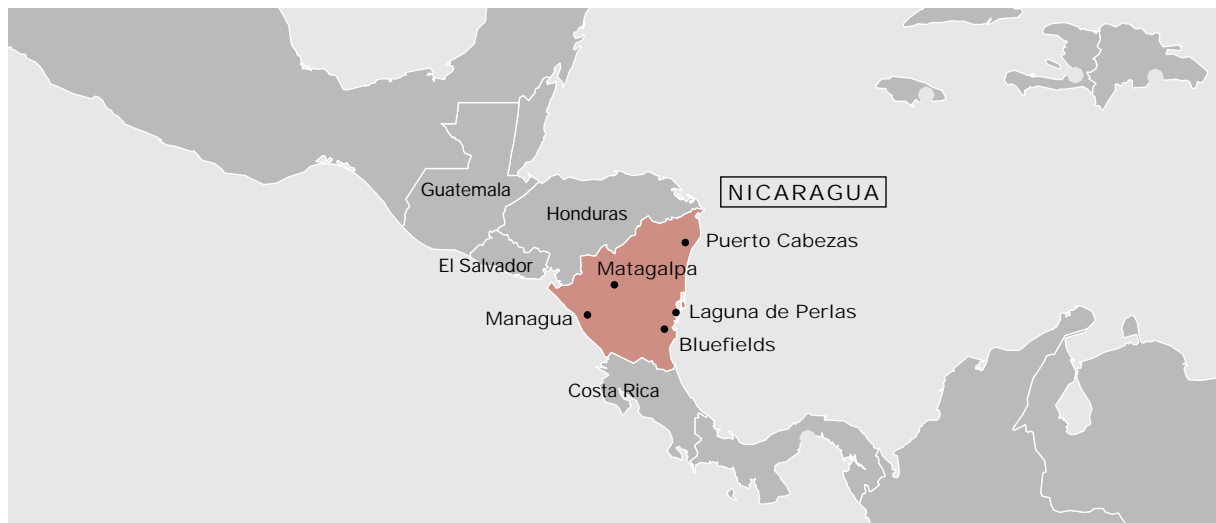 NICARAGUA
Guatemala
Honduras
Puerto Cabezas
El Salvador
Matagalpa
Laguna de Perlas
Managua
Bluefields
Costa Rica